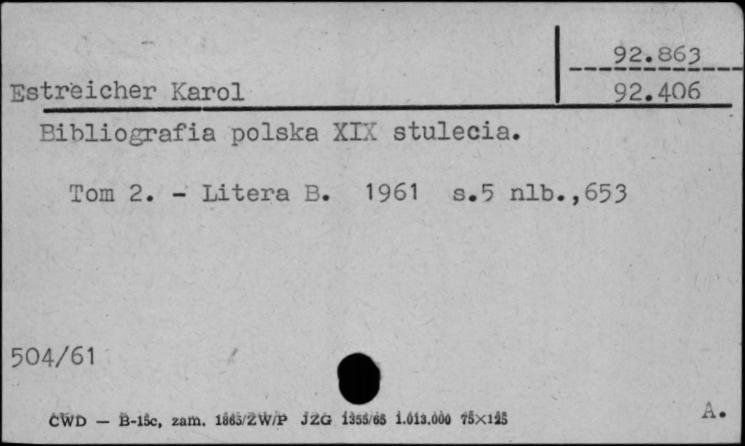 92.863
Estreicher Karol 92.406
Bibliografia polska XIX stulecia.
Tom 2. - Litera B. 1961 s.5 nlb.,653
504/61
A.
CWD — B-15c, zam. 1865/ZW/P JZG 1355/65 1.013.000 75×125